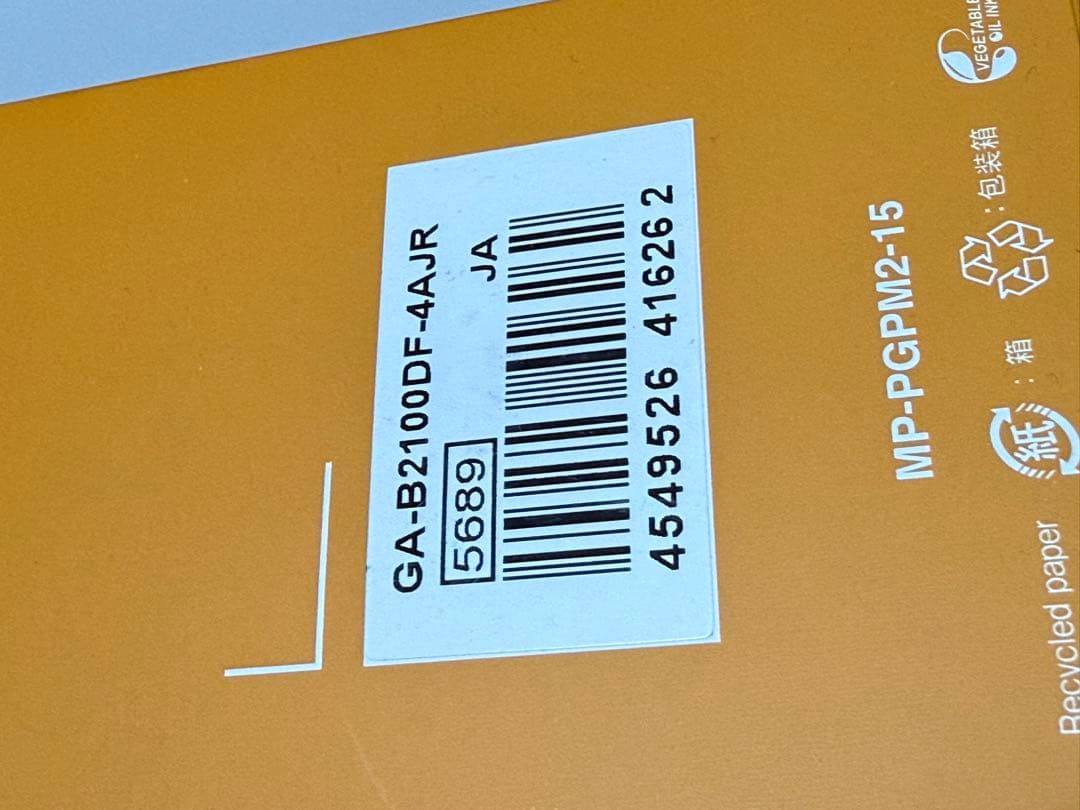 GA-B2100DF-4AJR
5689 JA
4549526 416262
MP-PGPM2-15
VEGETABLE
OIL INK
:包装箱
紙:箱
Recycled paper